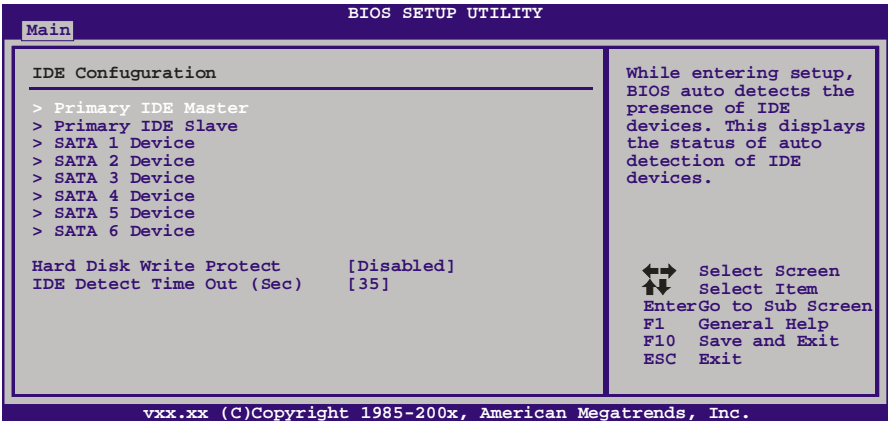 BIOS SETUP UTILITY
Main
IDE Confuguration
> Primary IDE Master
> Primary IDE Slave
> SATA 1 Device
> SATA 2 Device
> SATA 3 Device
> SATA 4 Device
> SATA 5 Device
> SATA 6 Device
Hard Disk Write Protect [Disabled]
IDE Detect Time Out (Sec) [35]
While entering setup,
BIOS auto detects the
presence of IDE
devices. This displays
the status of auto
detection of IDE
devices.
Select Screen
Select Item
EnterGo to Sub Screen
F1 General Help
F10 Save and Exit
ESC Exit
vxx.xx (C)Copyright 1985-200x, American Megatrends, Inc.